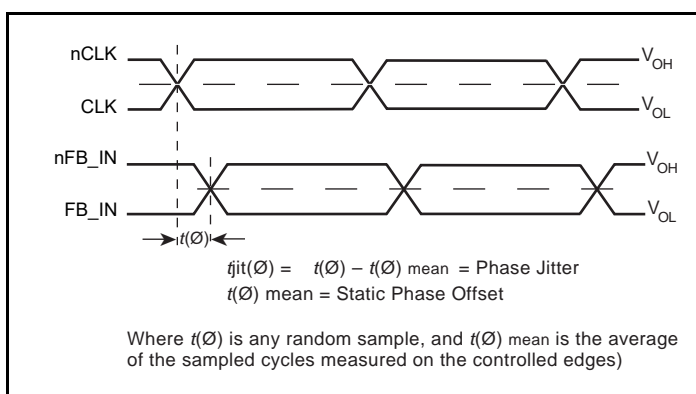 nCLK
V_OH
CLK
V_OL
nFB_IN
V_OH
FB_IN
V_OL
t(Ø)
tjit(Ø) = t(Ø) – t(Ø) mean = Phase Jitter
t(Ø) mean = Static Phase Offset
Where t(Ø) is any random sample, and t(Ø) mean is the average
of the sampled cycles measured on the controlled edges)